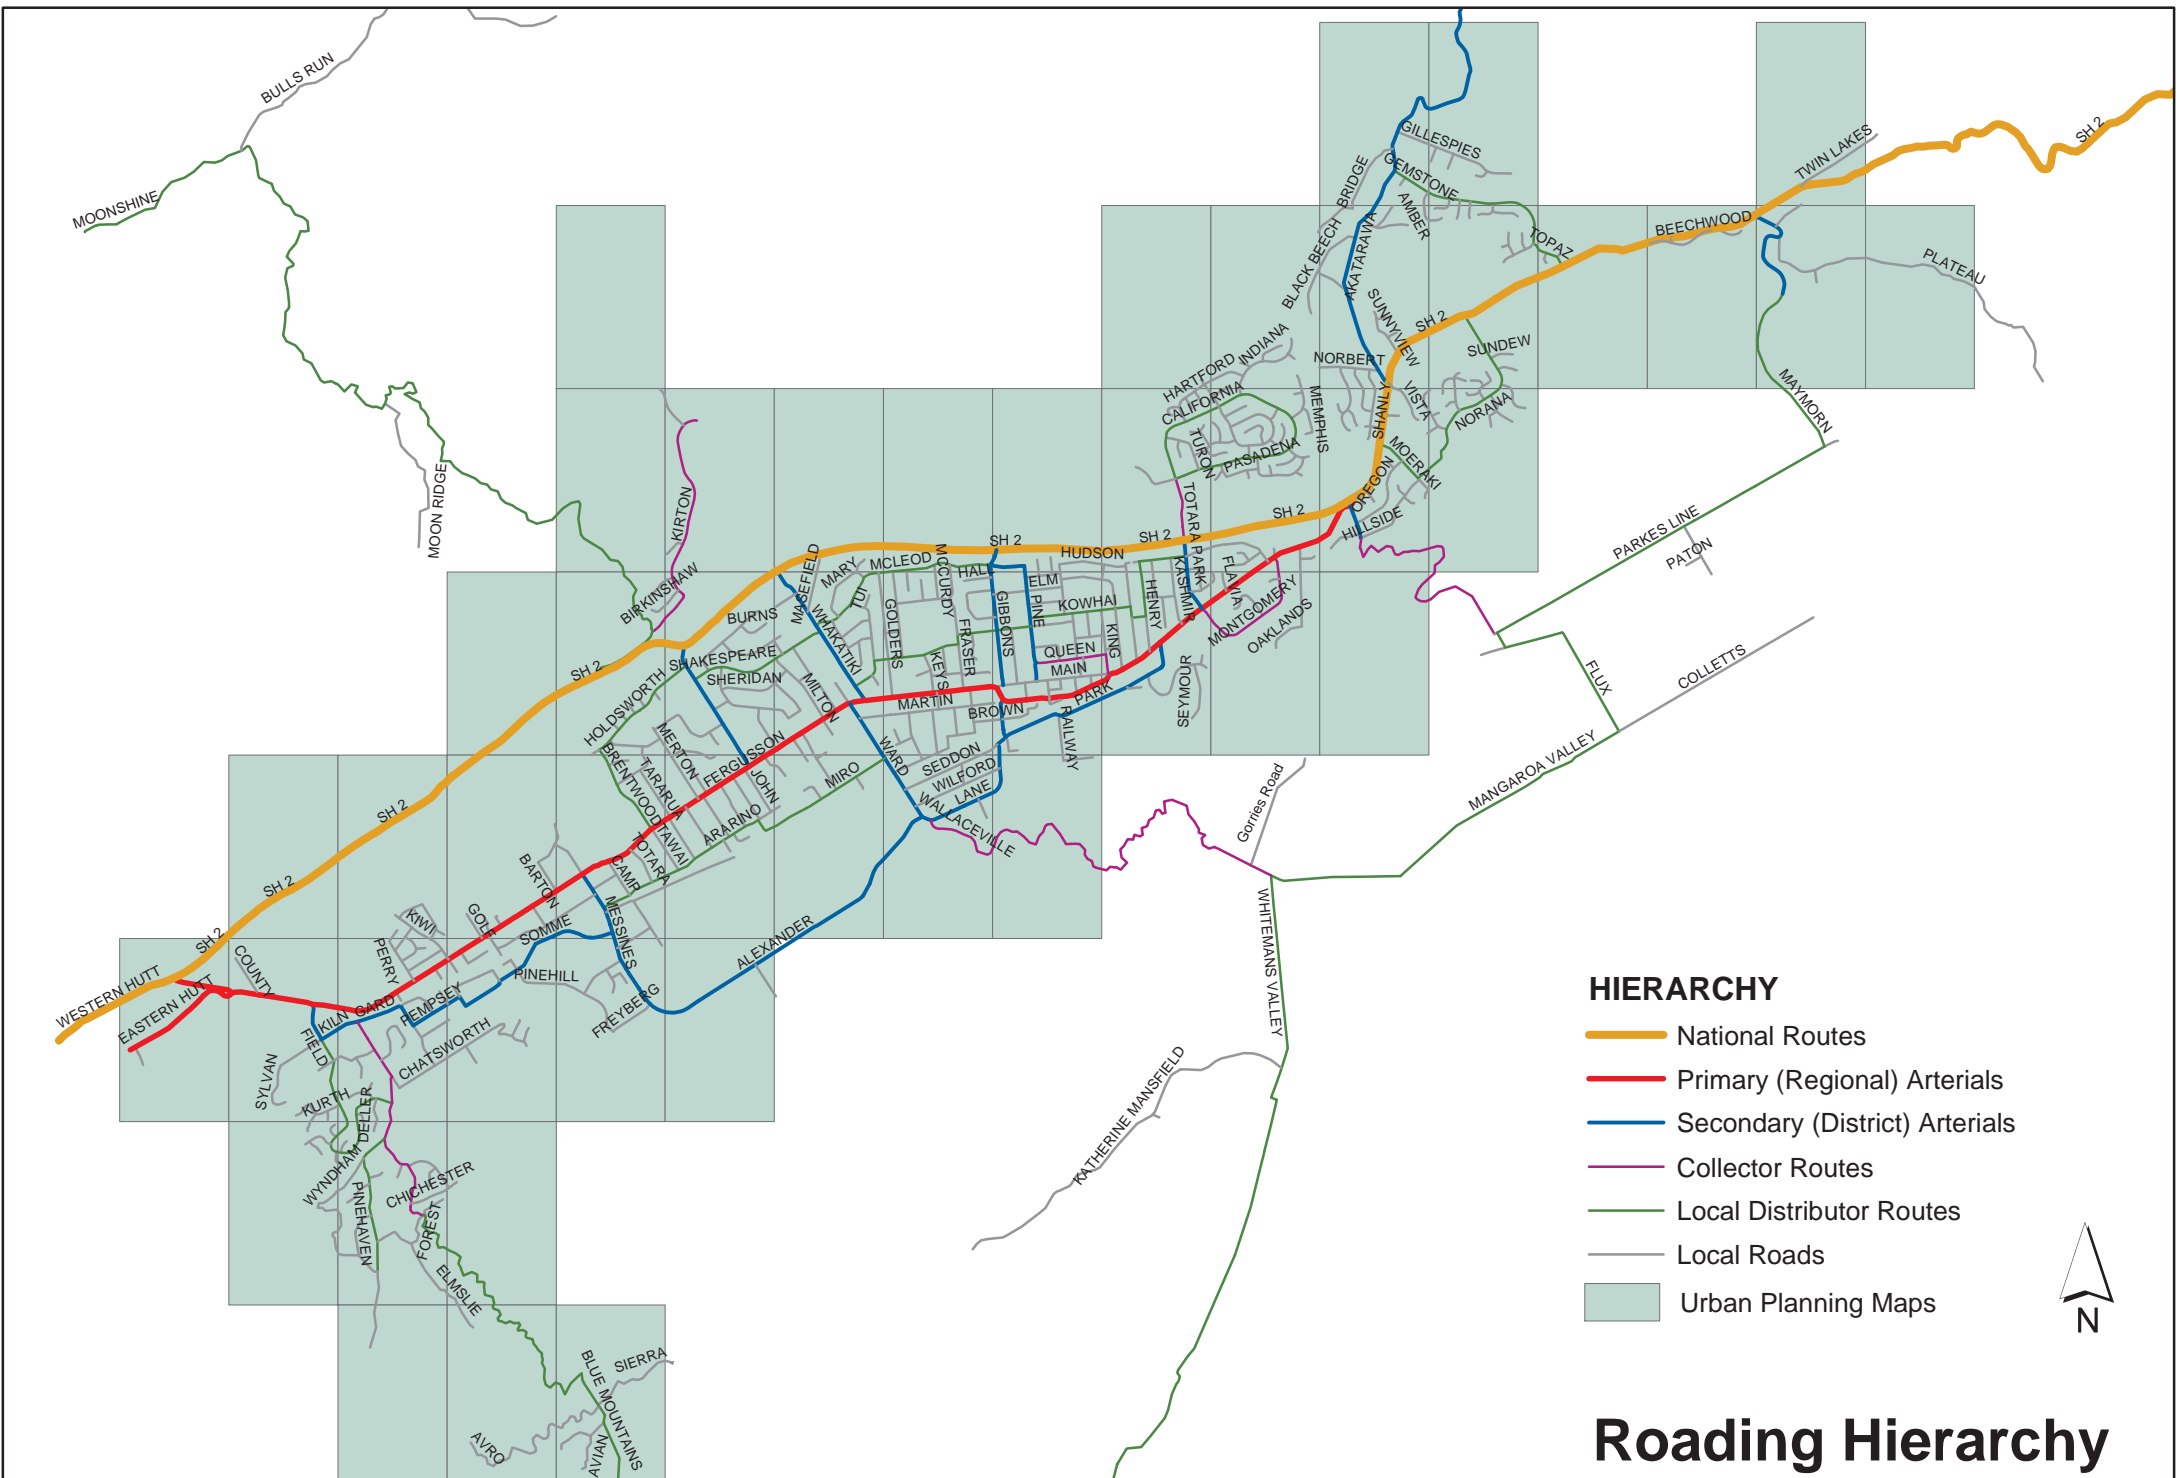 BULLS RUN
MOONSHINE
MOON RIDGE
KIRTON
BIRKINSHAW
GILLESPIES
GEMSTONE
BRIDGE
AMBER
BLACK BEECH
AKATARAWA
TOPAZ
TWIN LAKES
SH 2
BEECHWOOD
PLATEAU
SUNNYVIEW
SH 2
SUNDEW
INDIANA
HARTFORD
CALIFORNIA
NORBERT
MEMPHIS
SHANLY
VISTA
NORANA
MAYMORN
TURON
PASADENA
MOERAKI
OREGON
HILLSIDE
TOTARA PARK
SH 2
SH 2
SH 2
HUDSON
PARKES LINE
PATON
MASEFIELD
MARY
MCLEOD
MCCURDY
HALL
ELM
TUI
BURNS
WHAKATIKI
GOLDERS
FRASER
GIBBONS
PINE
KOWHAI
KING
HENRY
KASHMIR
FLAVIA
MONTGOMERY
OAKLANDS
SH 2
SHAKESPEARE
SHERIDAN
HOLDSWORTH
MILTON
KEYS
QUEEN
MAIN
MARTIN
BROWN
PARK
RAILWAY
SEYMOUR
FLUX
COLLETTS
MERTON
FERGUSSON
BRENTWOOD
TARARUA
JOHN
MIRO
WARD
SEDDON
WILFORD
LANE
WALLACEVILLE
MANGAROA VALLEY
Gorries Road
SH 2
ARARINO
TAWAI
TOTARA
CAMP
BARTON
SH 2
KIWI
GOLF
SOMME
MESSINES
ALEXANDER
WHITEMANS VALLEY
SH 2
COUNTY
PERRY
WESTERN HUTT
EASTERN HUTT
PINEHILL
FREYBERG
KILN
GARD
PEMPSEY
FIELD
CHATSWORTH
SYLVAN
KURTH
DELLER
WYNDHAM
PINEHAVEN
CHICHESTER
FOREST
ELMSLIE
KATHERINE MANSFIELD
BLUE MOUNTAINS
SIERRA
AVRO
AVIAN
HIERARCHY
National Routes
Primary (Regional) Arterials
Secondary (District) Arterials
Collector Routes
Local Distributor Routes
Local Roads
Urban Planning Maps
N
Roading Hierarchy